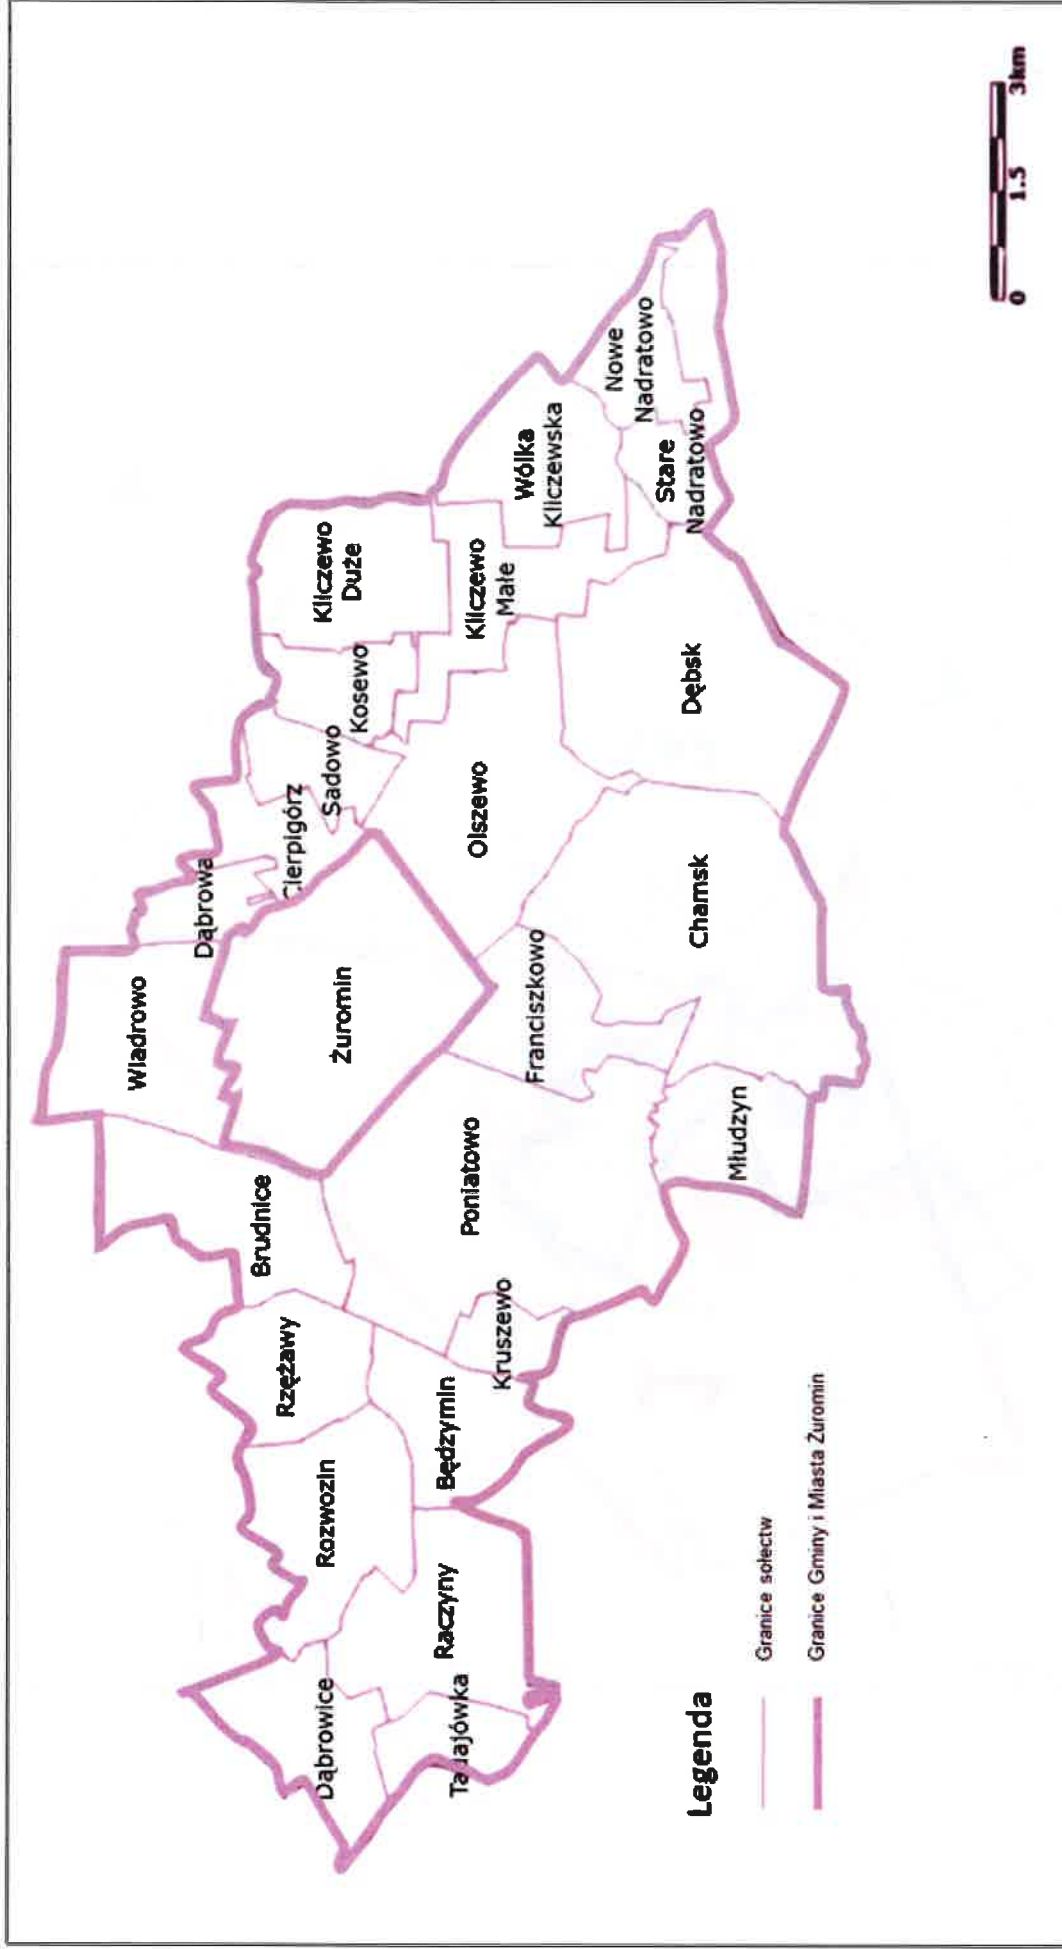 Wiadrowo
Dąbrowa
Cierpigórz
Sadowo
Kosewo
Kliczewo
Duże
Brudnice
Żuromin
Rzężawy
Rozwozin
Dąbrowice
Raczyny
Będzymin
Kruszewo
Poniatowo
Franciszkowo
Olszewo
Kliczewo
Małe
Wólka
Kliczewska
Nowe
Nadratowo
Stare
Nadratowo
Dębsk
Chamsk
Młudzyn
Legenda
Granice sołectw
Granice Gminy i Miasta Żuromin
0 1.5 3km